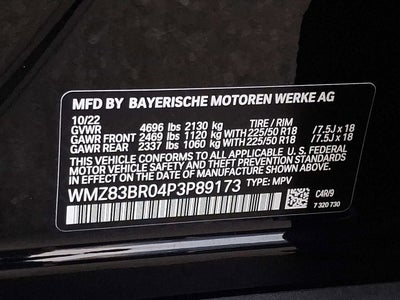 MFD BY BAYERISCHE MOTOREN WERKE AG
10/22 TIRE / RIM
GVWR 4696 lbs 2130 kg
GAWR FRONT 2469 lbs 1120 kg WITH 225/50 R18 /7.5J x 18
GAWR REAR 2337 lbs 1060 kg WITH 225/50 R18 /7.5J x 18
THIS VEHICLE CONFORMS TO ALL APPLICABLE U.S. FEDERAL
MOTOR VEHICLE SAFETY, BUMPER, AND THEFT PREVENTION
STANDARDS IN EFFECT ON THE DATE OF MANUFACTURE SHOWN ABOVE.
WMZ83BR04P3P89173 TYPE: MPV
C4R/9
7 320 730